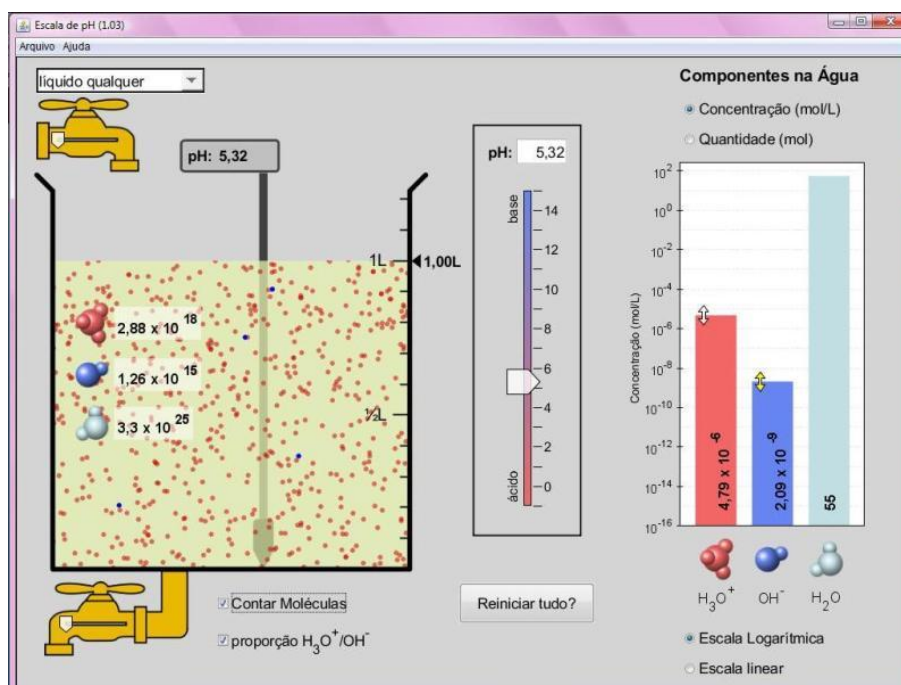 Escala de pH (1.03)
Arquivo Ajuda
líquido qualquer
pH: 5,32
1L
1,00L
½L
2,88 x 10^18
1,26 x 10^15
3,3 x 10^25
Contar Moléculas
proporção H₃O⁺/OH⁻
pH: 5,32
base
14
12
10
8
6
4
2
0
ácido
Reiniciar tudo?
Componentes na Água
Concentração (mol/L)
Quantidade (mol)
Concentração (mol/L)
10^2
10^0
10^-2
10^-4
10^-6
10^-8
10^-10
10^-12
10^-14
10^-16
4,79 x 10^-6
2,09 x 10^-9
55
H₃O⁺ OH⁻ H₂O
Escala Logarítmica
Escala linear